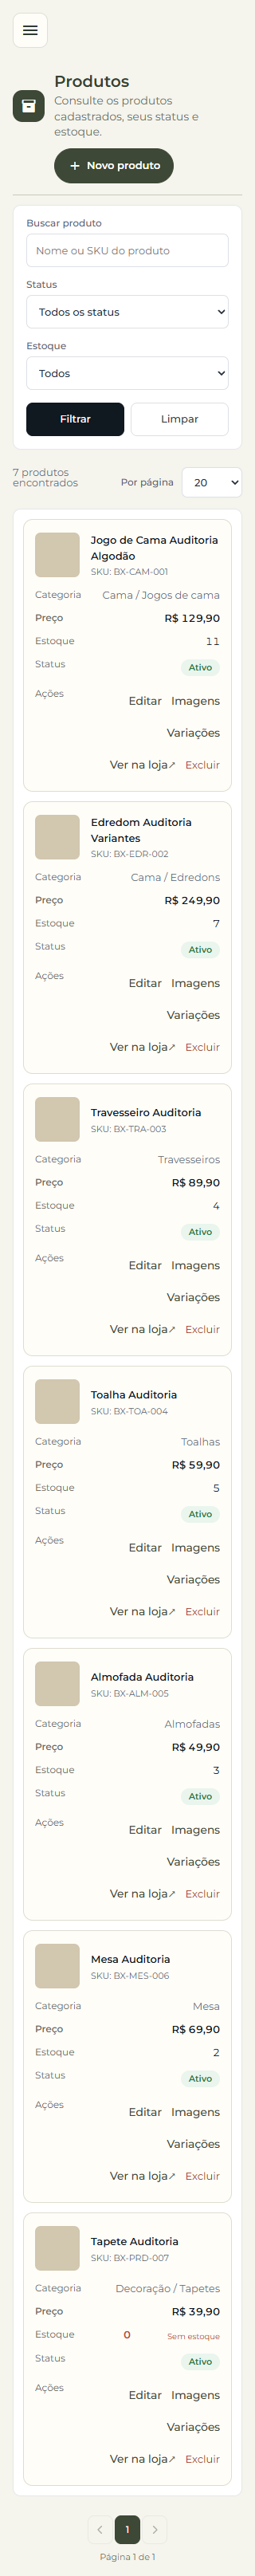 Produtos
Consulte os produtos
cadastrados, seus status e
estoque.
+ Novo produto
Buscar produto
Nome ou SKU do produto
Status
Todos os status
Estoque
Todos
Filtrar Limpar
7 produtos
encontrados
Por página 20
Jogo de Cama Auditoria
Algodão
SKU: BX-CAM-001
Categoria Cama / Jogos de cama
Preço R$ 129,90
Estoque 11
Status Ativo
Ações Editar Imagens
Variações
Ver na loja↗ Excluir
Edredom Auditoria
Variantes
SKU: BX-EDR-002
Categoria Cama / Edredons
Preço R$ 249,90
Estoque 7
Status Ativo
Ações Editar Imagens
Variações
Ver na loja↗ Excluir
Travesseiro Auditoria
SKU: BX-TRA-003
Categoria Travesseiros
Preço R$ 89,90
Estoque 4
Status Ativo
Ações Editar Imagens
Variações
Ver na loja↗ Excluir
Toalha Auditoria
SKU: BX-TOA-004
Categoria Toalhas
Preço R$ 59,90
Estoque 5
Status Ativo
Ações Editar Imagens
Variações
Ver na loja↗ Excluir
Almofada Auditoria
SKU: BX-ALM-005
Categoria Almofadas
Preço R$ 49,90
Estoque 3
Status Ativo
Ações Editar Imagens
Variações
Ver na loja↗ Excluir
Mesa Auditoria
SKU: BX-MES-006
Categoria Mesa
Preço R$ 69,90
Estoque 2
Status Ativo
Ações Editar Imagens
Variações
Ver na loja↗ Excluir
Tapete Auditoria
SKU: BX-PRD-007
Categoria Decoração / Tapetes
Preço R$ 39,90
Estoque 0 Sem estoque
Status Ativo
Ações Editar Imagens
Variações
Ver na loja↗ Excluir
1
Página 1 de 1